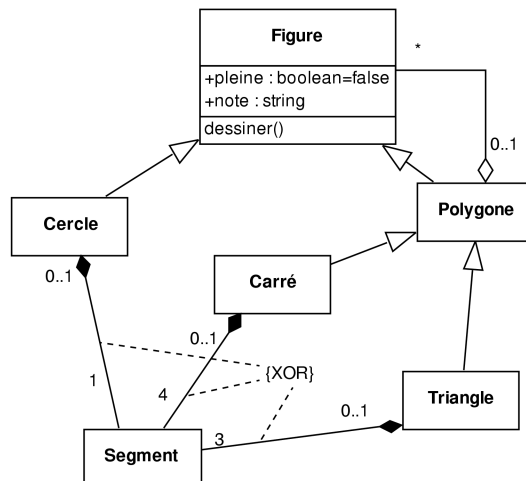 Figure
*
+pleine : boolean=false
+note : string
dessiner()
0..1
Cercle
Polygone
0..1
Carré
0..1
{XOR}
1
4
Triangle
0..1
3
Segment